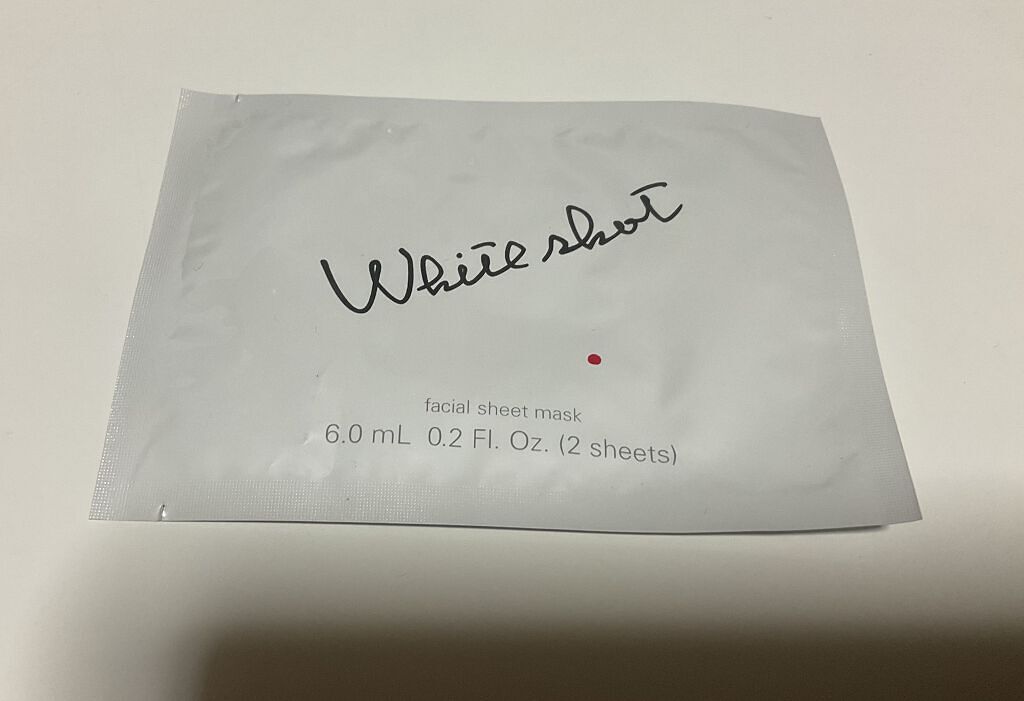 White shot
facial sheet mask
6.0 mL 0.2 Fl. Oz. (2 sheets)